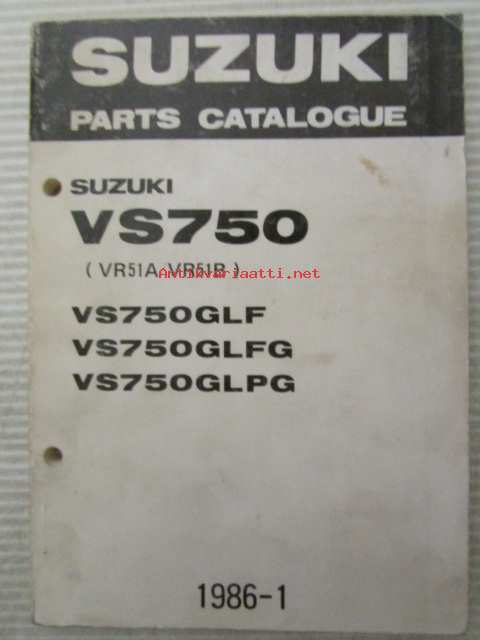 SUZUKI
PARTS CATALOGUE
SUZUKI
VS750
( VR51A, VR51B )
Antikvariaatti.net
VS750GLF
VS750GLFG
VS750GLPG
1986-1